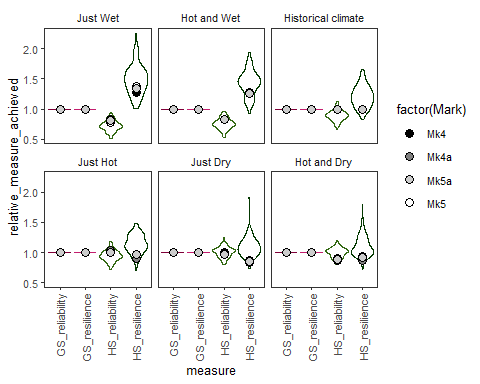 Just Wet
Hot and Wet
Historical climate
2.0
1.5
1.0
0.5
Just Hot
Just Dry
Hot and Dry
2.0
1.5
1.0
0.5
relative_measure_achieved
GS_reliability
GS_resilience
HS_reliability
HS_resilience
GS_reliability
GS_resilience
HS_reliability
HS_resilience
GS_reliability
GS_resilience
HS_reliability
HS_resilience
measure
factor(Mark)
Mk4
Mk4a
Mk5a
Mk5